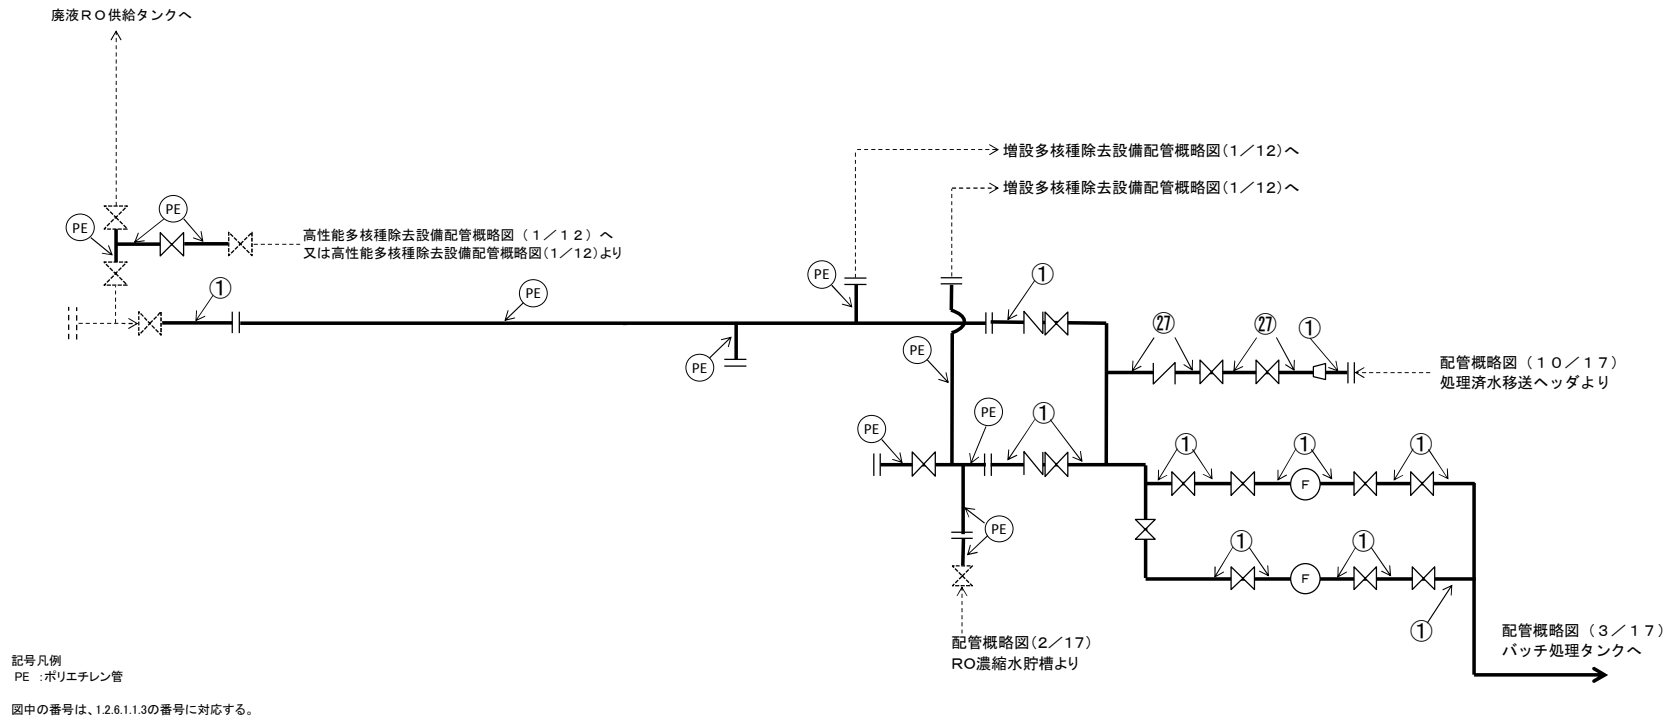 廃液RO供給タンクへ
増設多核種除去設備配管概略図(1/12)へ
増設多核種除去設備配管概略図(1/12)へ
PE
PE
高性能多核種除去設備配管概略図(1/12)へ
又は高性能多核種除去設備配管概略図(1/12)より
①
PE
PE
①
PE
㉗
㉗
①
配管概略図(10/17)
処理済水移送ヘッダより
PE
PE
PE
①
①
①
①
F
PE
①
①
F
①
配管概略図(2/17)
RO濃縮水貯槽より
配管概略図(3/17)
バッチ処理タンクへ
記号凡例
PE :ポリエチレン管
図中の番号は、1.2.6.1.1.3の番号に対応する。